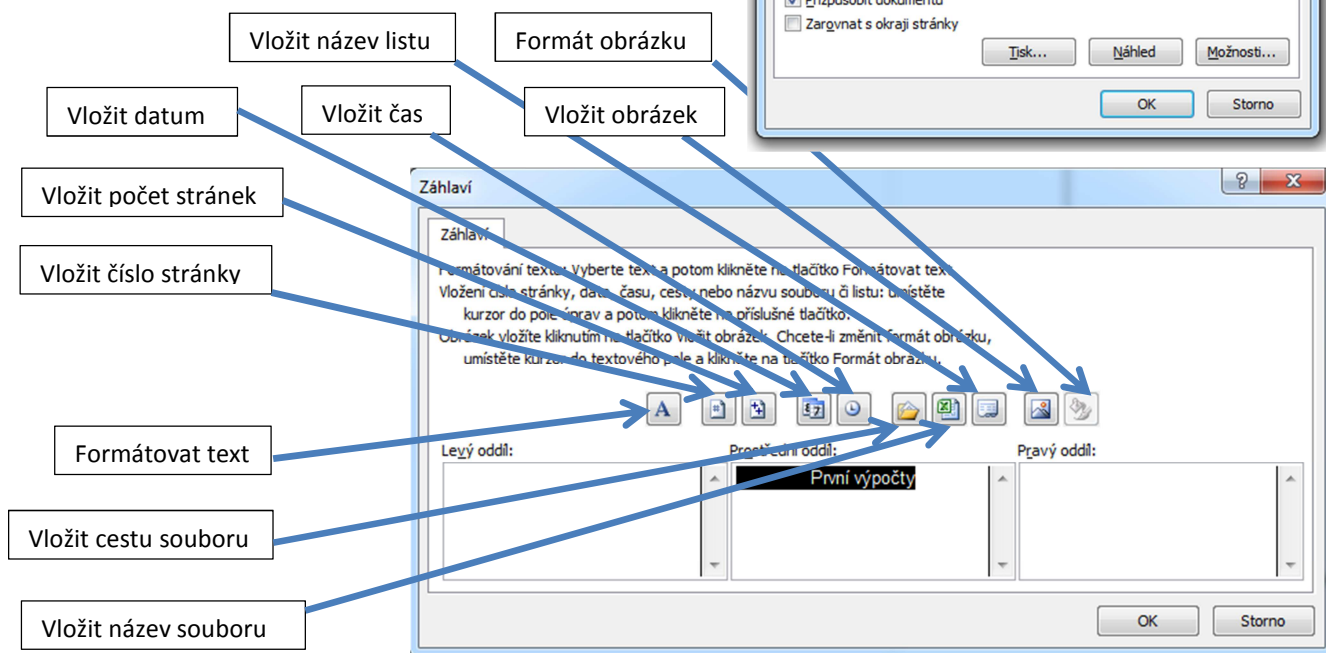 Přizpůsobit dokumentu
Zarovnat s okraji stránky
Tisk...
Náhled
Možnosti...
OK
Storno
Vložit název listu
Formát obrázku
Vložit datum
Vložit čas
Vložit obrázek
Vložit počet stránek
Vložit číslo stránky
Formátovat text
Vložit cestu souboru
Vložit název souboru
Záhlaví
Záhlaví
Formátování textu: Vyberte text a potom klikněte na tlačítko Formátovat text.
Vložení čísla stránky, data, času, cesty nebo názvu souboru či listu: umístěte
kurzor do pole úprav a potom klikněte na příslušné tlačítko.
Obrázek vložíte kliknutím na tlačítko Vložit obrázek. Chcete-li změnit formát obrázku,
umístěte kurzor do textového pole a klikněte na tlačítko Formát obrázku.
A
Levý oddíl:
Prostřední oddíl:
Pravý oddíl:
První výpočty
OK
Storno